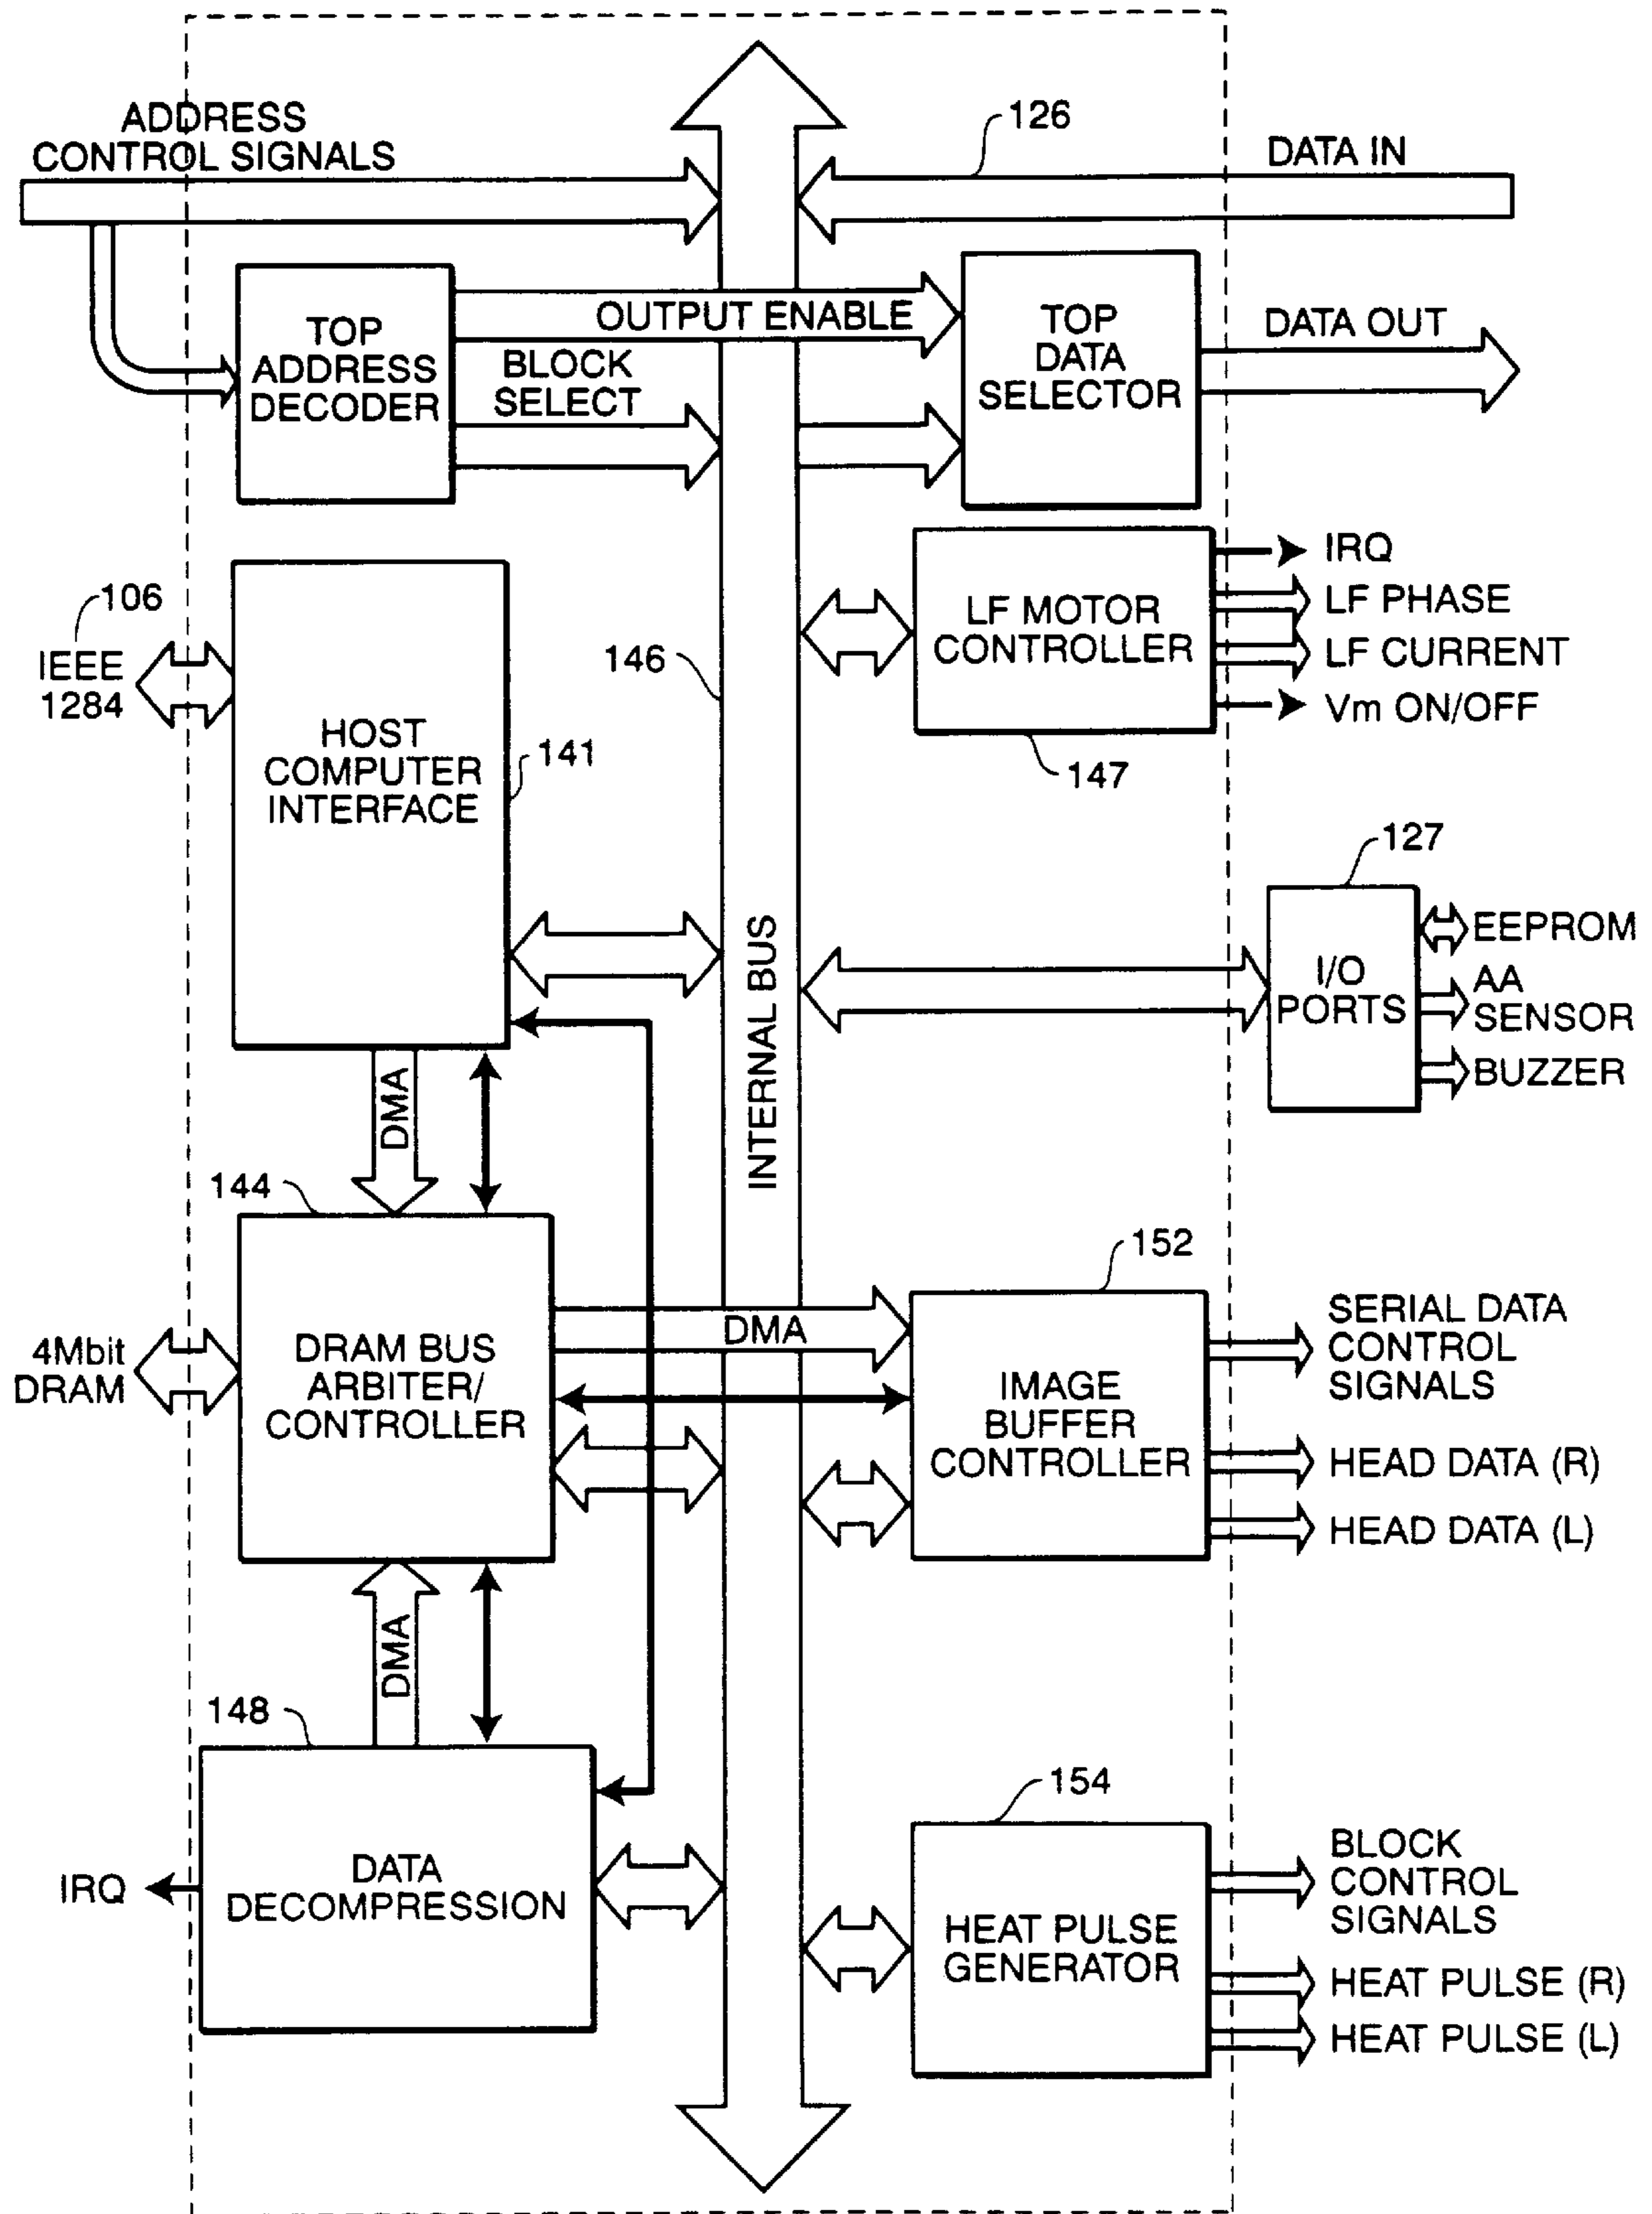 ADDRESS
CONTROL SIGNALS
126
DATA IN
TOP
ADDRESS
DECODER
OUTPUT ENABLE
BLOCK
SELECT
TOP
DATA
SELECTOR
DATA OUT
106
IEEE
1284
HOST
COMPUTER
INTERFACE
141
146
LF MOTOR
CONTROLLER
147
IRQ
LF PHASE
LF CURRENT
Vm ON/OFF
127
I/O
PORTS
EEPROM
AA
SENSOR
BUZZER
INTERNAL BUS
DMA
144
4Mbit
DRAM
DRAM BUS
ARBITER/
CONTROLLER
DMA
152
IMAGE
BUFFER
CONTROLLER
SERIAL DATA
CONTROL
SIGNALS
HEAD DATA (R)
HEAD DATA (L)
DMA
148
IRQ
DATA
DECOMPRESSION
154
HEAT PULSE
GENERATOR
BLOCK
CONTROL
SIGNALS
HEAT PULSE (R)
HEAT PULSE (L)